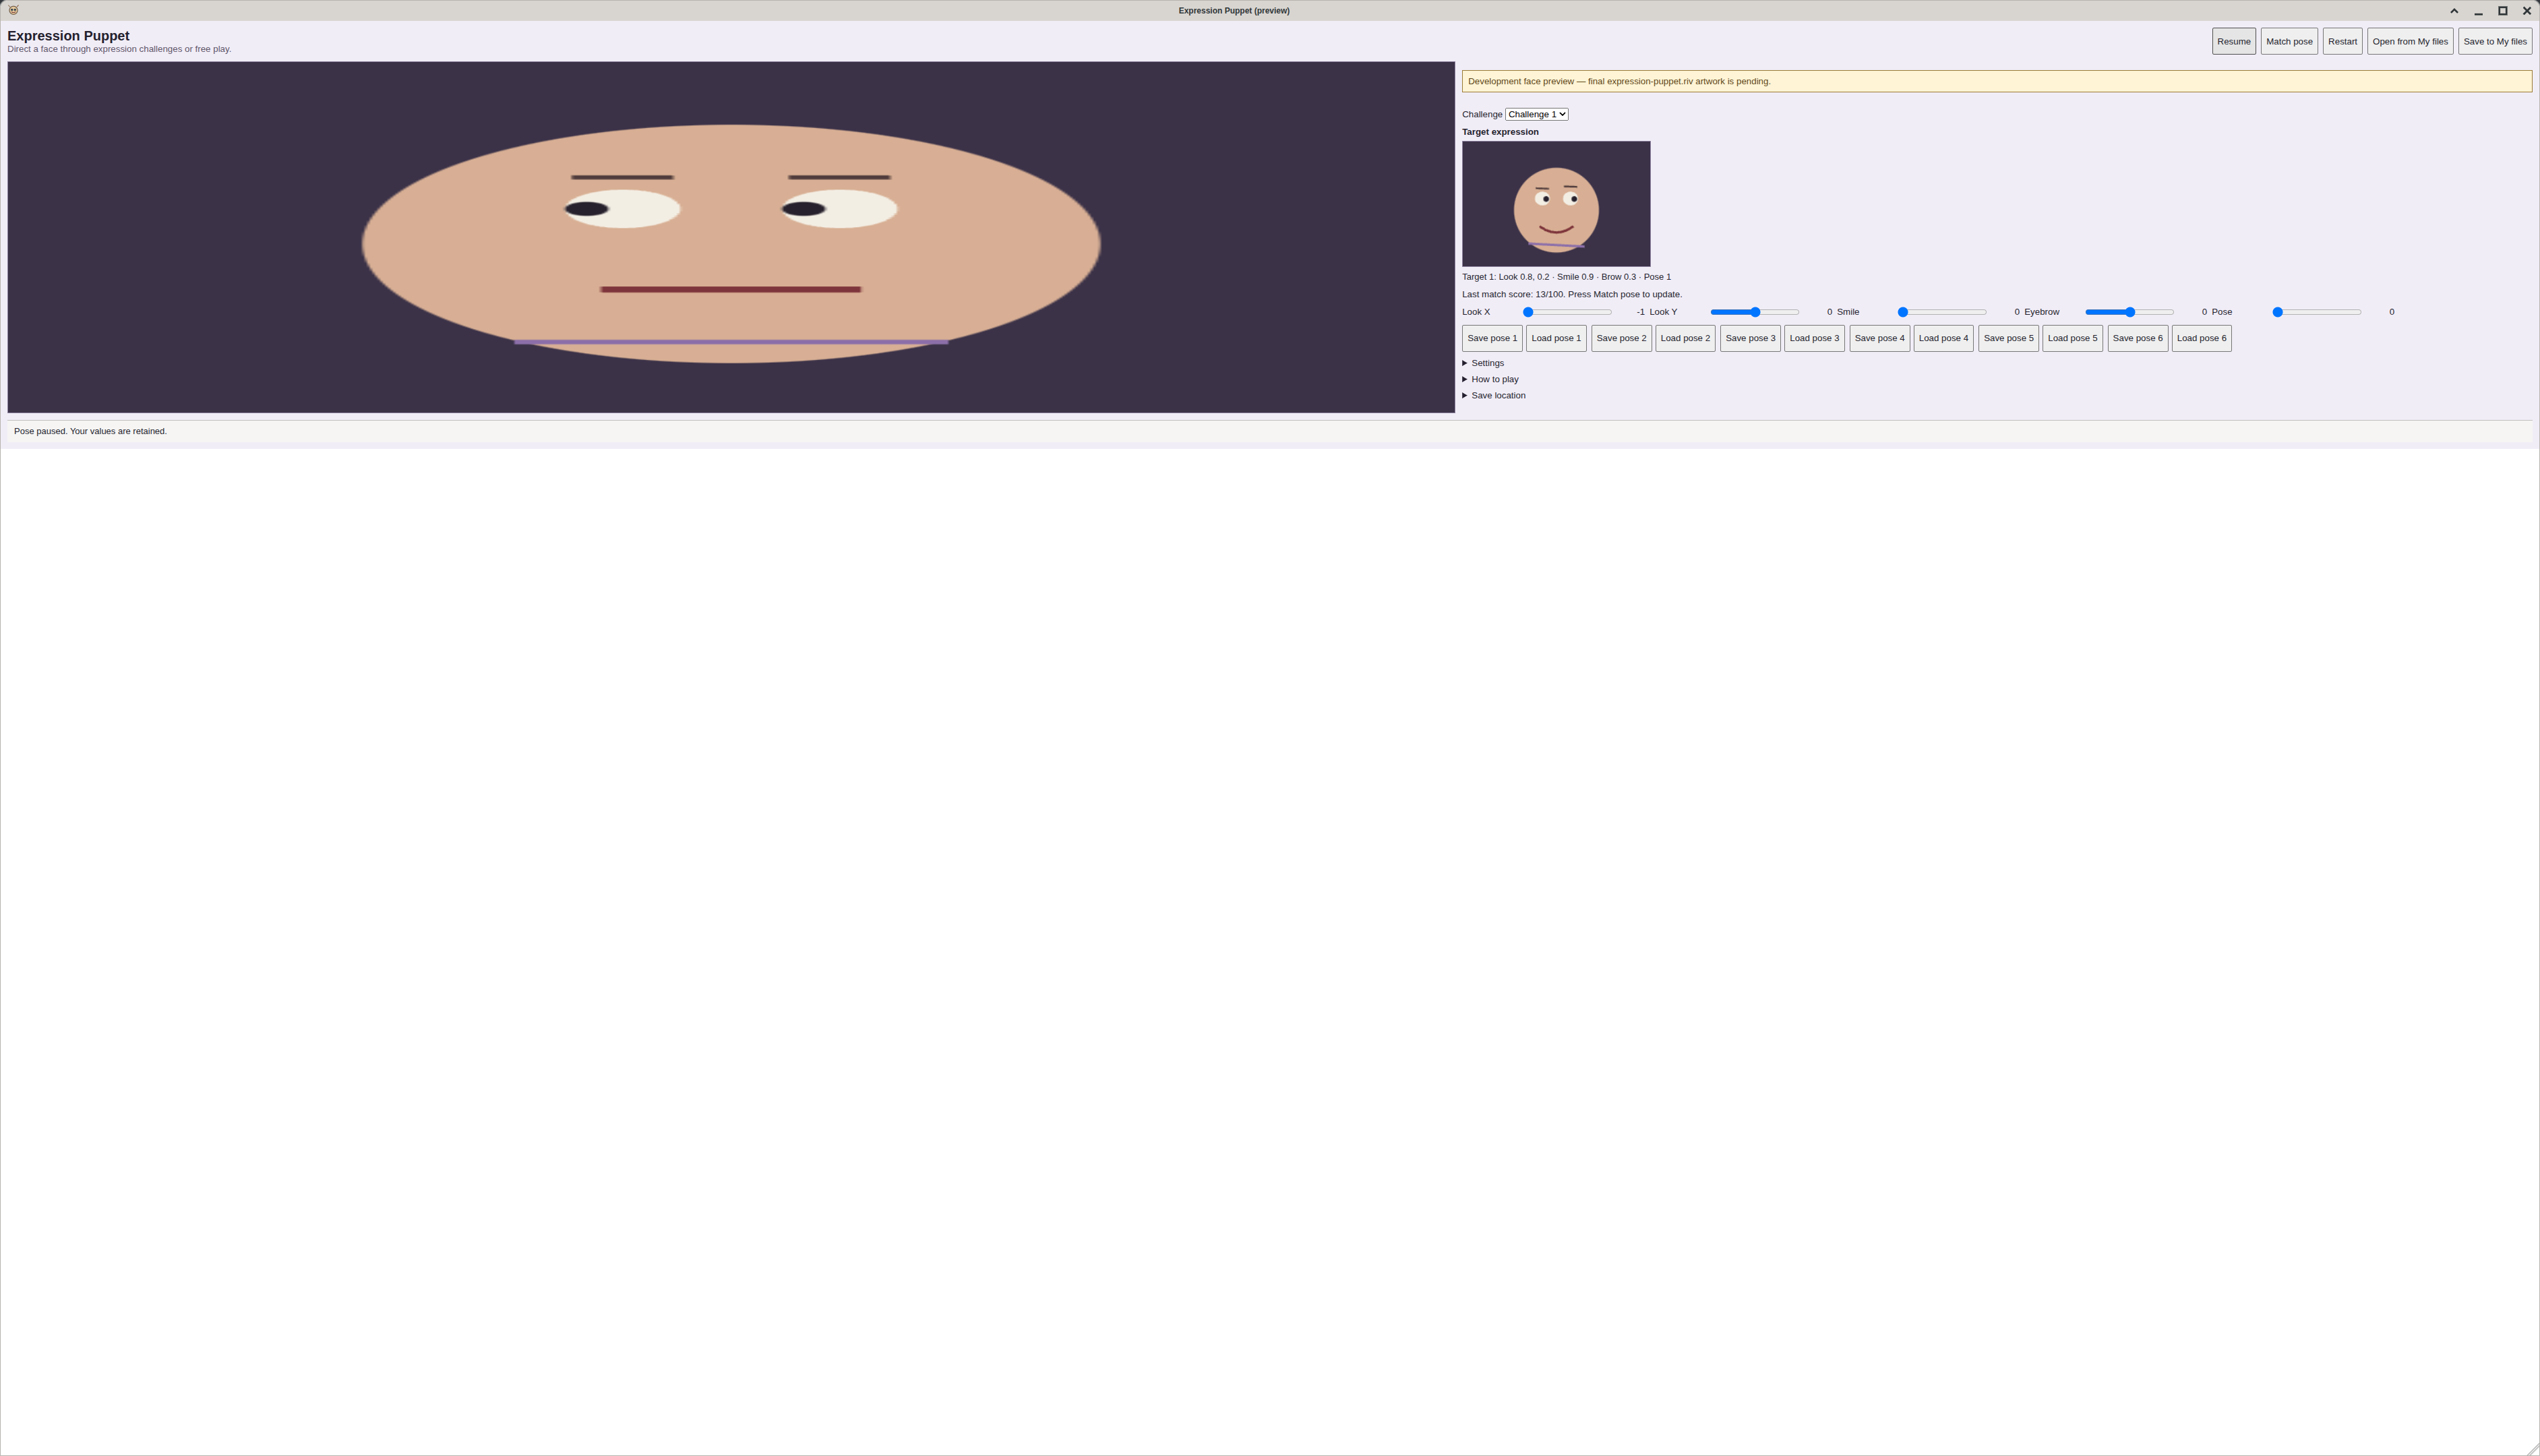 Expression Puppet (preview)
Expression Puppet
Direct a face through expression challenges or free play.
Resume Match pose Restart Open from My files Save to My files
Development face preview — final expression-puppet.riv artwork is pending.
Challenge Challenge 1
Target expression
Target 1: Look 0.8, 0.2 · Smile 0.9 · Brow 0.3 · Pose 1
Last match score: 13/100. Press Match pose to update.
Look X -1 Look Y 0 Smile 0 Eyebrow 0 Pose 0
Save pose 1 Load pose 1 Save pose 2 Load pose 2 Save pose 3 Load pose 3 Save pose 4 Load pose 4 Save pose 5 Load pose 5 Save pose 6 Load pose 6
Settings
How to play
Save location
Pose paused. Your values are retained.